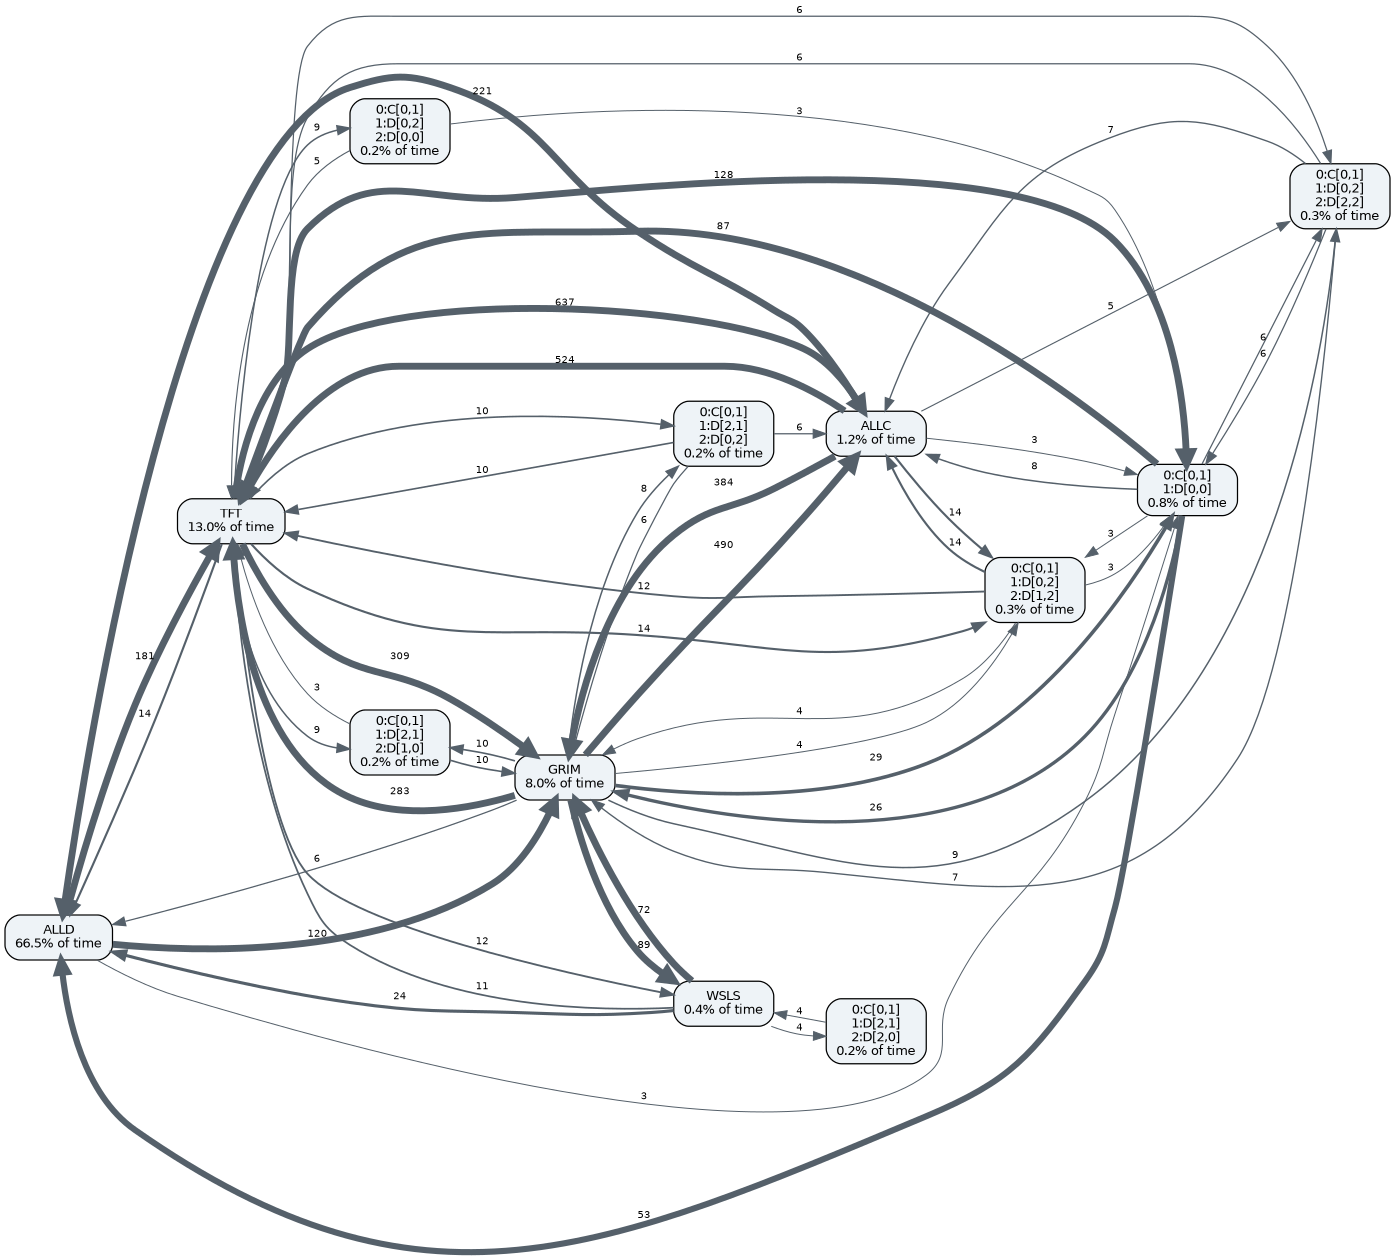 6
6
221
0:C[0,1]
1:D[0,2]
2:D[0,0]
0.2% of time
9
5
3
7
128
0:C[0,1]
1:D[0,2]
2:D[2,2]
0.3% of time
87
637
5
524
6
6
10
0:C[0,1]
1:D[2,1]
2:D[0,2]
0.2% of time
6
ALLC
1.2% of time
3
8
10
0:C[0,1]
1:D[0,0]
0.8% of time
384
8
6
TFT
13.0% of time
14
14
3
490
3
0:C[0,1]
1:D[0,2]
2:D[1,2]
0.3% of time
12
14
181
309
3
14
0:C[0,1]
1:D[2,1]
2:D[1,0]
0.2% of time
9
10
10
4
4
GRIM
8.0% of time
29
283
26
6
9
7
ALLD
66.5% of time
120
72
89
12
11
24
WSLS
0.4% of time
4
4
0:C[0,1]
1:D[2,1]
2:D[2,0]
0.2% of time
3
53